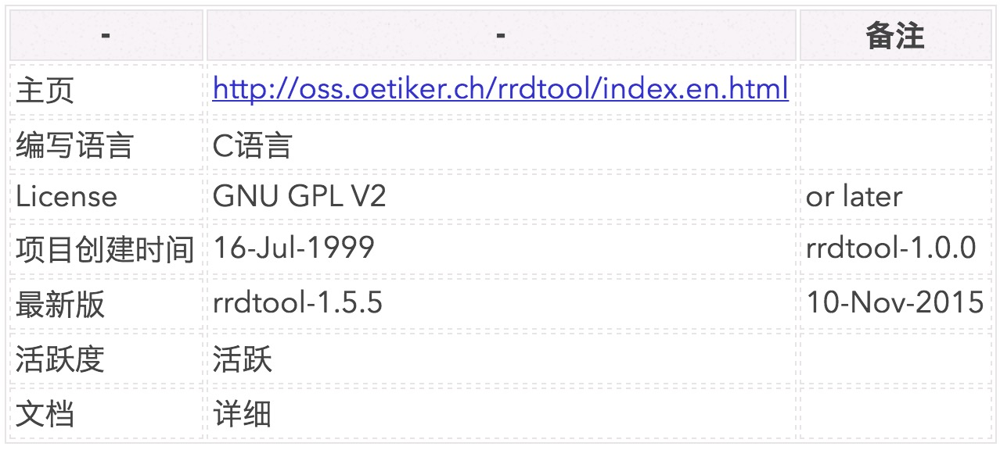 - - 备注
主页 http://oss.oetiker.ch/rrdtool/index.en.html
编写语言 C语言
License GNU GPL V2 or later
项目创建时间 16-Jul-1999 rrdtool-1.0.0
最新版 rrdtool-1.5.5 10-Nov-2015
活跃度 活跃
文档 详细